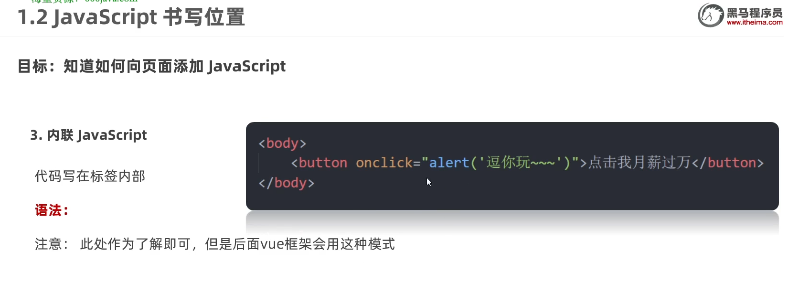 1.2 JavaScript 书写位置
黑马程序员
www.itheima.com
目标：知道如何向页面添加 JavaScript
3. 内联 JavaScript
代码写在标签内部
语法：
注意： 此处作为了解即可，但是后面vue框架会用这种模式
<body>
<button onclick="alert('逗你玩~~~')">点击我月薪过万</button>
</body>